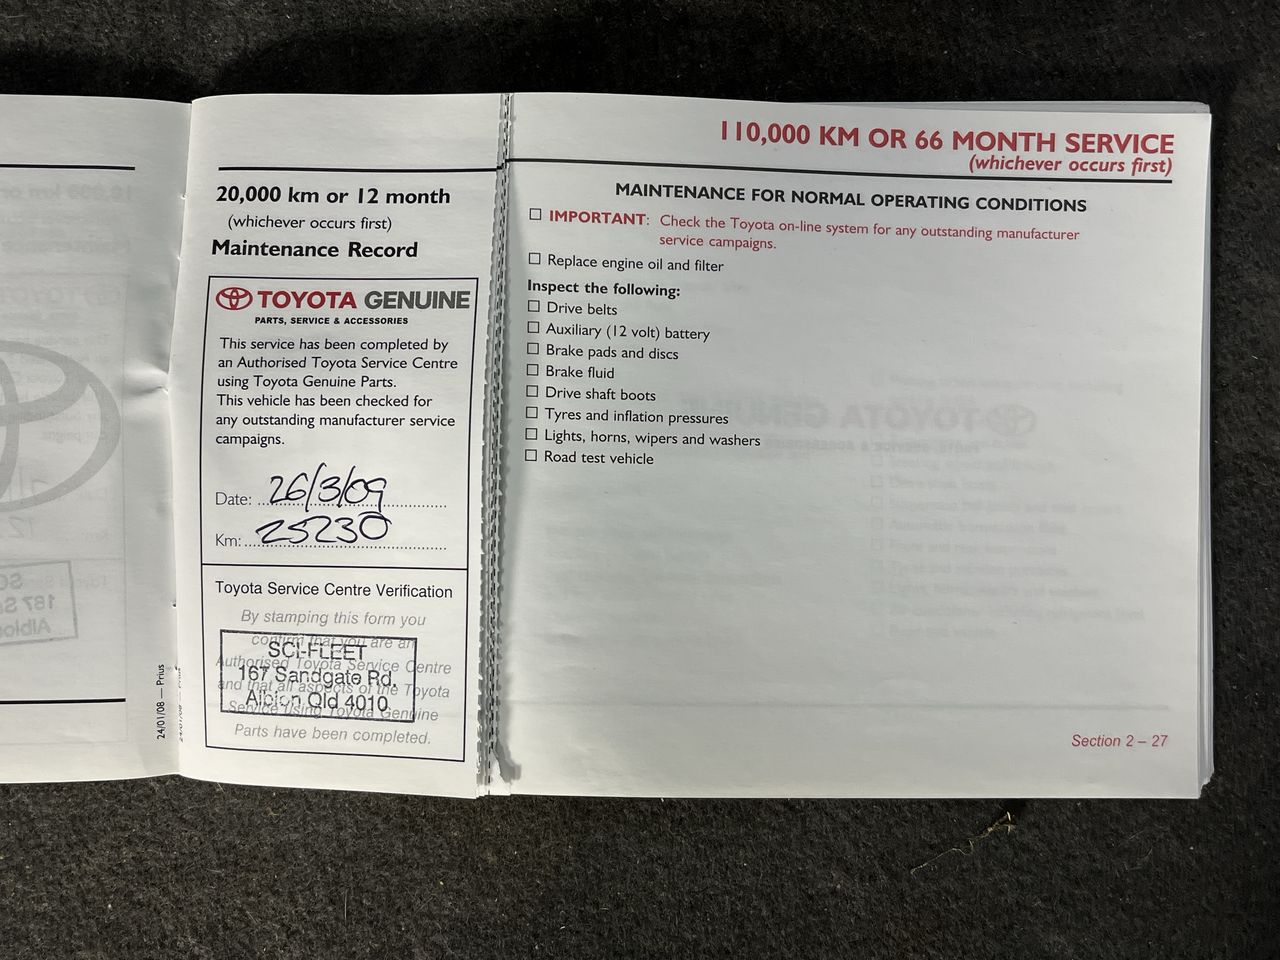 20,000 km or 12 month
(whichever occurs first)
Maintenance Record
TOYOTA GENUINE
PARTS, SERVICE & ACCESSORIES
This service has been completed by
an Authorised Toyota Service Centre
using Toyota Genuine Parts.
This vehicle has been checked for
any outstanding manufacturer service
campaigns.
Date: 26/3/09
Km: 25230
Toyota Service Centre Verification
By stamping this form you
confirm that you are an
Authorised Toyota Service Centre
and that all aspects of the Toyota
Service using Toyota Genuine
Parts have been completed.
SCI-FLEET
167 Sandgate Rd,
Albion Qld 4010
24/01/08 — Prius
110,000 KM OR 66 MONTH SERVICE
(whichever occurs first)
MAINTENANCE FOR NORMAL OPERATING CONDITIONS
☐ IMPORTANT: Check the Toyota on-line system for any outstanding manufacturer
service campaigns.
☐ Replace engine oil and filter
Inspect the following:
☐ Drive belts
☐ Auxiliary (12 volt) battery
☐ Brake pads and discs
☐ Brake fluid
☐ Drive shaft boots
☐ Tyres and inflation pressures
☐ Lights, horns, wipers and washers
☐ Road test vehicle
Section 2 – 27